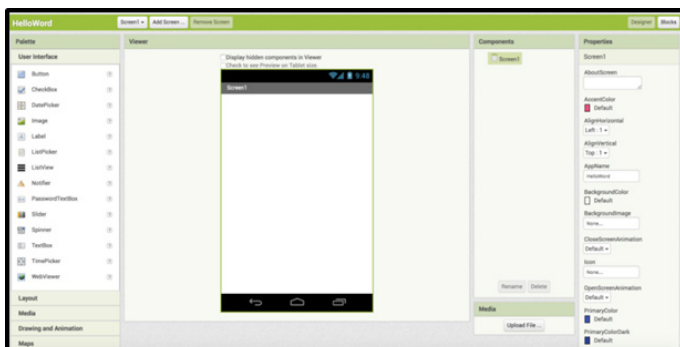 HelloWord
Screen1
Add Screen ...
Remove Screen
Designer
Blocks
Palette
User Interface
Button
CheckBox
DatePicker
Image
Label
ListPicker
ListView
Notifier
PasswordTextBox
Slider
Spinner
TextBox
TimePicker
WebViewer
Layout
Media
Drawing and Animation
Maps
Viewer
Display hidden components in Viewer
Check to see Preview on Tablet size.
9:48
Screen1
Components
Screen1
Rename
Delete
Media
Upload File ...
Properties
Screen1
AboutScreen
AccentColor
Default
AlignHorizontal
Left : 1
AlignVertical
Top : 1
AppName
HelloWord
BackgroundColor
Default
BackgroundImage
None...
CloseScreenAnimation
Default
Icon
None...
OpenScreenAnimation
Default
PrimaryColor
Default
PrimaryColorDark
Default